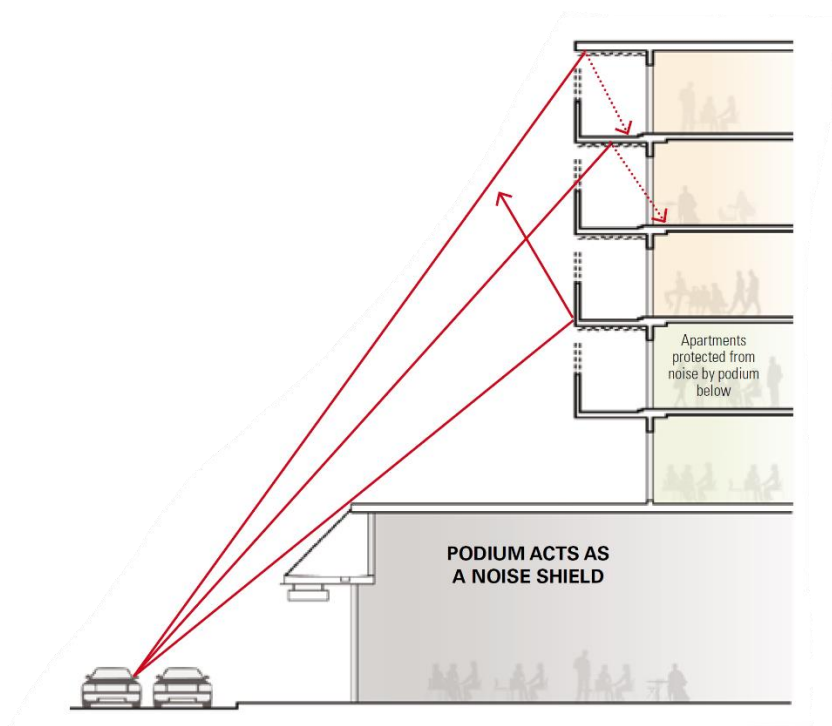 Apartments
protected from
noise by podium
below
PODIUM ACTS AS
A NOISE SHIELD